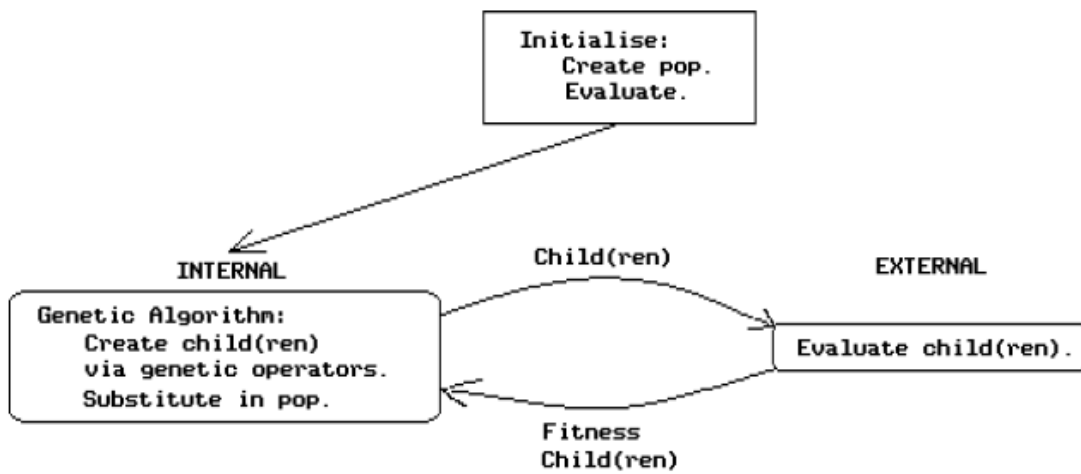 Initialise:
Create pop.
Evaluate.
INTERNAL
Child(ren)
EXTERNAL
Genetic Algorithm:
Create child(ren)
via genetic operators.
Substitute in pop.
Evaluate child(ren).
Fitness
Child(ren)